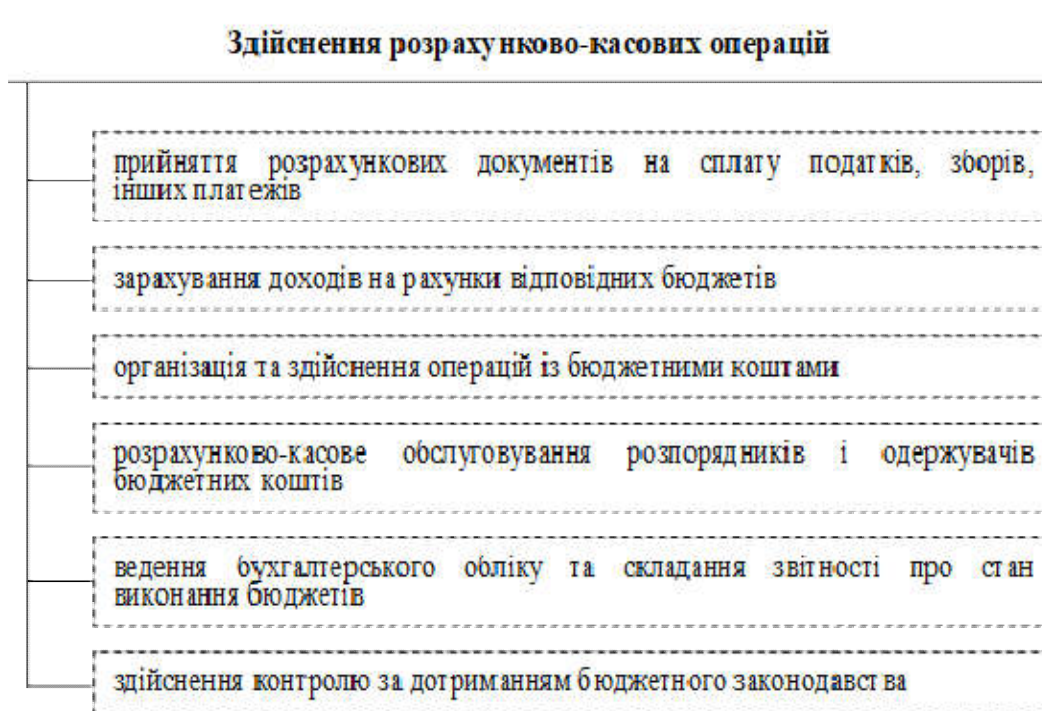 Здійснення розрахунково-касових операцій
прийняття розрахункових документів на сплату податків, зборів,
інших платежів
зарахування доходів на рахунки відповідних бюджетів
організація та здійснення операцій із бюджетними коштами
розрахунково-касове обслуговування розпорядників і одержувачів
бюджетних коштів
ведення бухгалтерського обліку та складання звітності про стан
виконання бюджетів
здійснення контролю за дотриманням бюджетного законодавства